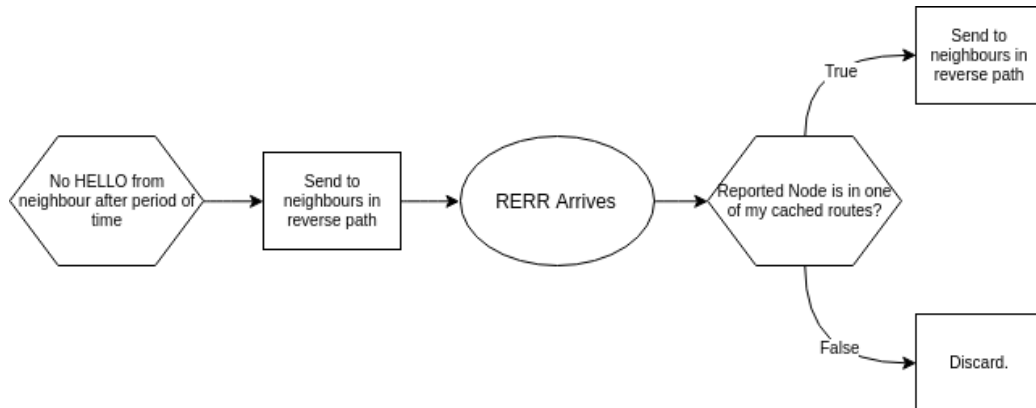 Send to
neighbours in
reverse path
True
No HELLO from
neighbour after period of
time
Send to
neighbours in
reverse path
RERR Arrives
Reported Node is in one
of my cached routes?
False
Discard.